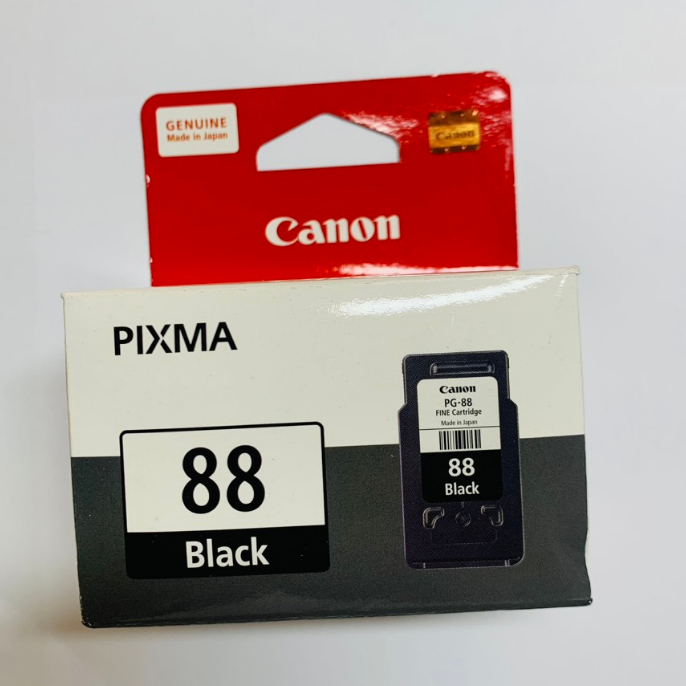 GENUINE
Made in Japan
Canon
Canon
PIXMA
88
Black
Canon
PG-88
FINE Cartridge
Made in Japan
88
Black